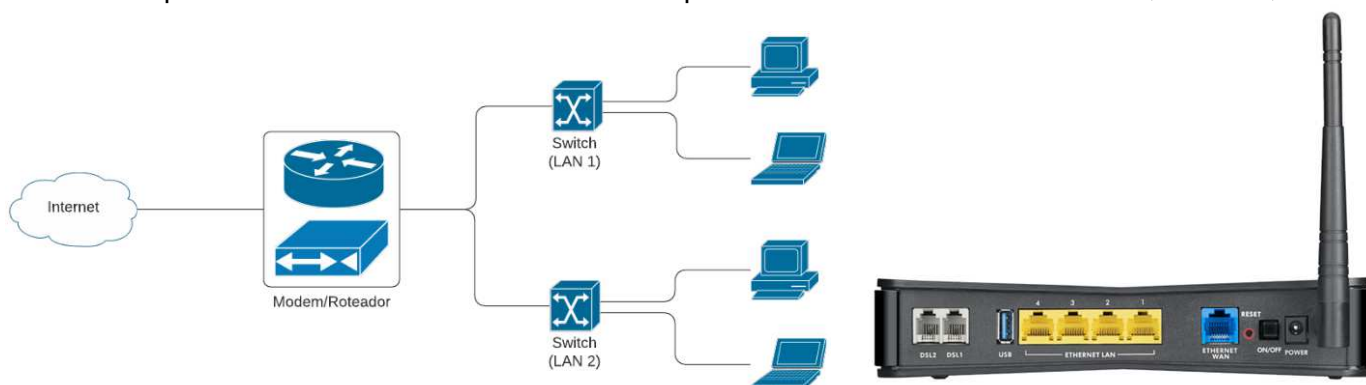 Internet
Modem/Roteador
Switch
(LAN 1)
Switch
(LAN 2)
DSL2 DSL1 USB
4 3 2 1
ETHERNET LAN
ETHERNET
WAN
RESET
ON/OFF
POWER